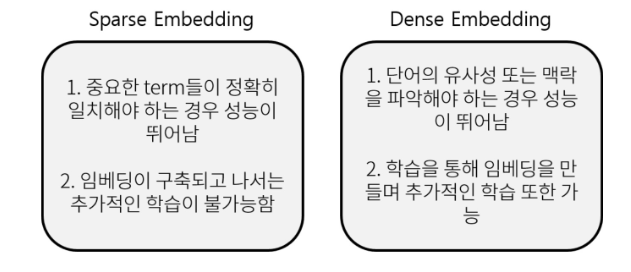 Sparse Embedding
1. 중요한 term들이 정확히
일치해야 하는 경우 성능이
뛰어남
2. 임베딩이 구축되고 나서는
추가적인 학습이 불가능함
Dense Embedding
1. 단어의 유사성 또는 맥락
을 파악해야 하는 경우 성능
이 뛰어남
2. 학습을 통해 임베딩을 만
들며 추가적인 학습 또한 가
능